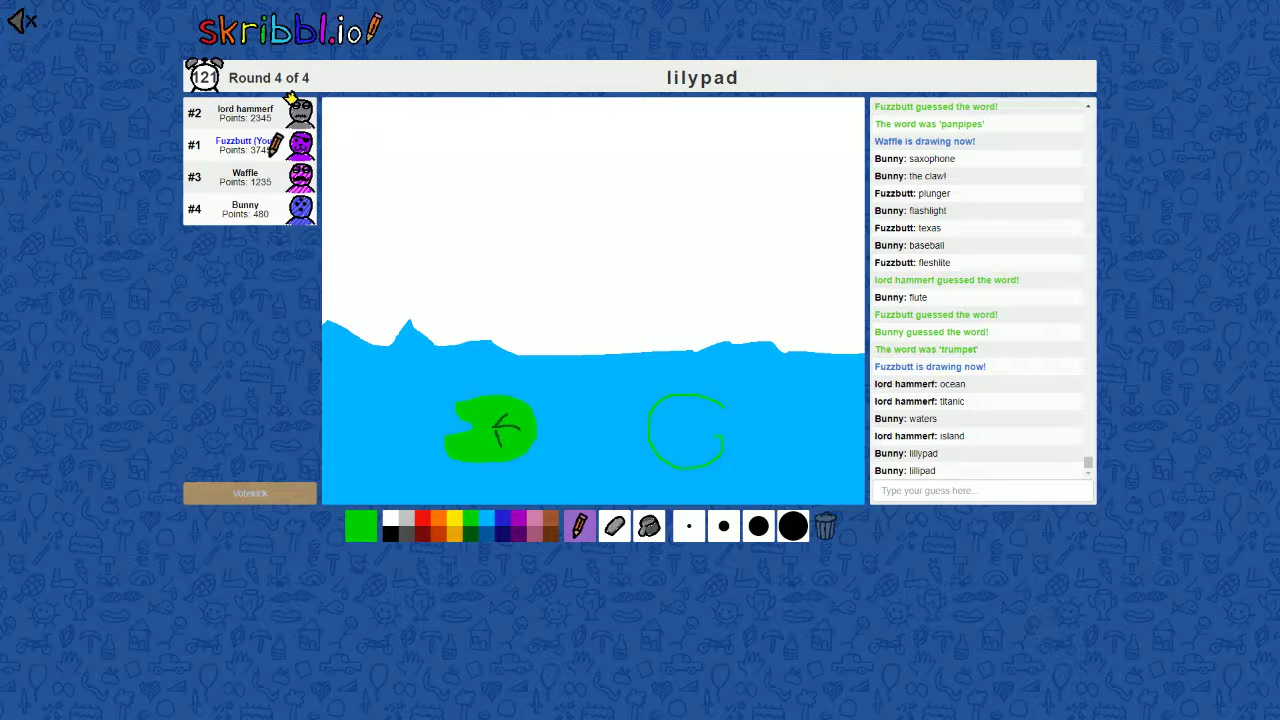 skribbl.io
121 Round 4 of 4
lilypad
#2 lord hammerf
Points: 2345
#1 Fuzzbutt (You
Points: 3745
#3 Waffle
Points: 1235
#4 Bunny
Points: 480
Votekick
Fuzzbutt guessed the word!
The word was 'panpipes'
Waffle is drawing now!
Bunny: saxophone
Bunny: the claw!
Fuzzbutt: plunger
Bunny: flashlight
Fuzzbutt: texas
Bunny: baseball
Fuzzbutt: fleshlite
lord hammerf guessed the word!
Bunny: flute
Fuzzbutt guessed the word!
Bunny guessed the word!
The word was 'trumpet'
Fuzzbutt is drawing now!
lord hammerf: ocean
lord hammerf: titanic
Bunny: waters
lord hammerf: island
Bunny: lillypad
Bunny: lillipad
Type your guess here...